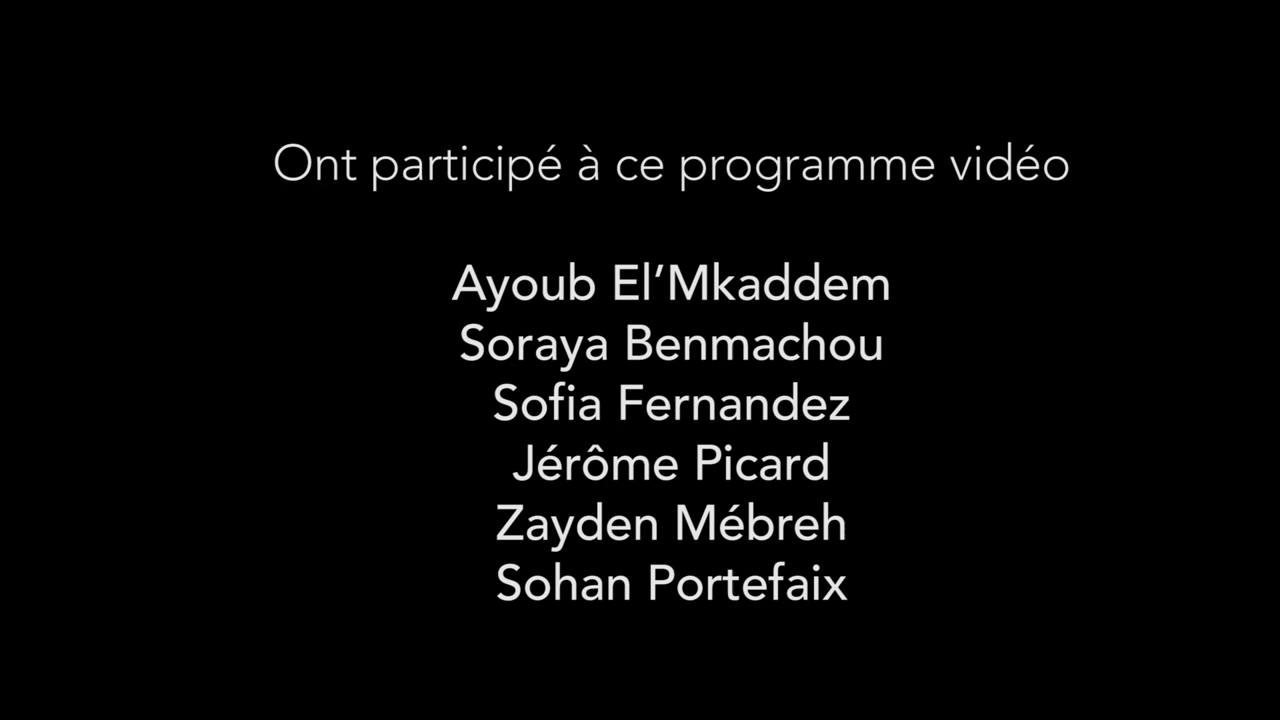 Ont participé à ce programme vidéo
Ayoub El’Mkaddem
Soraya Benmachou
Sofia Fernandez
Jérôme Picard
Zayden Mébreh
Sohan Portefaix